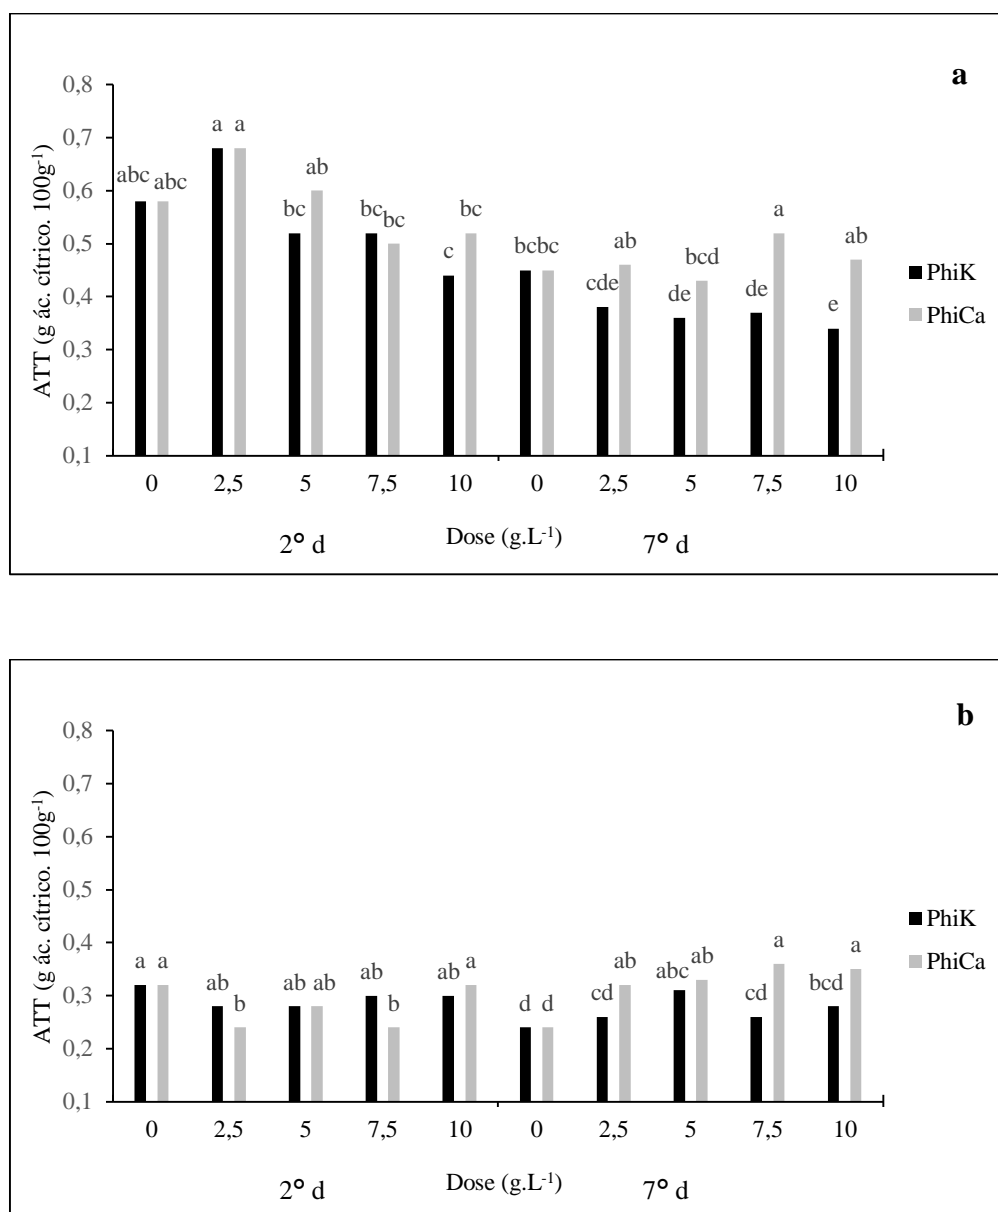 a
0,8
0,7
0,6
0,5
0,4
0,3
0,2
0,1
ATT (g ác. cítrico. 100g-1)
abc abc a a bc ab bc bc c bc bc bc cde ab de bcd de a e ab
PhiK
PhiCa
0 2,5 5 7,5 10 0 2,5 5 7,5 10
Dose (g.L-1)
2° d 7° d
b
0,8
0,7
0,6
0,5
0,4
0,3
0,2
0,1
ATT (g ác. cítrico. 100g-1)
a a ab b ab ab ab b ab a d d cd ab abc ab cd a bcd a
PhiK
PhiCa
0 2,5 5 7,5 10 0 2,5 5 7,5 10
Dose (g.L-1)
2° d 7° d